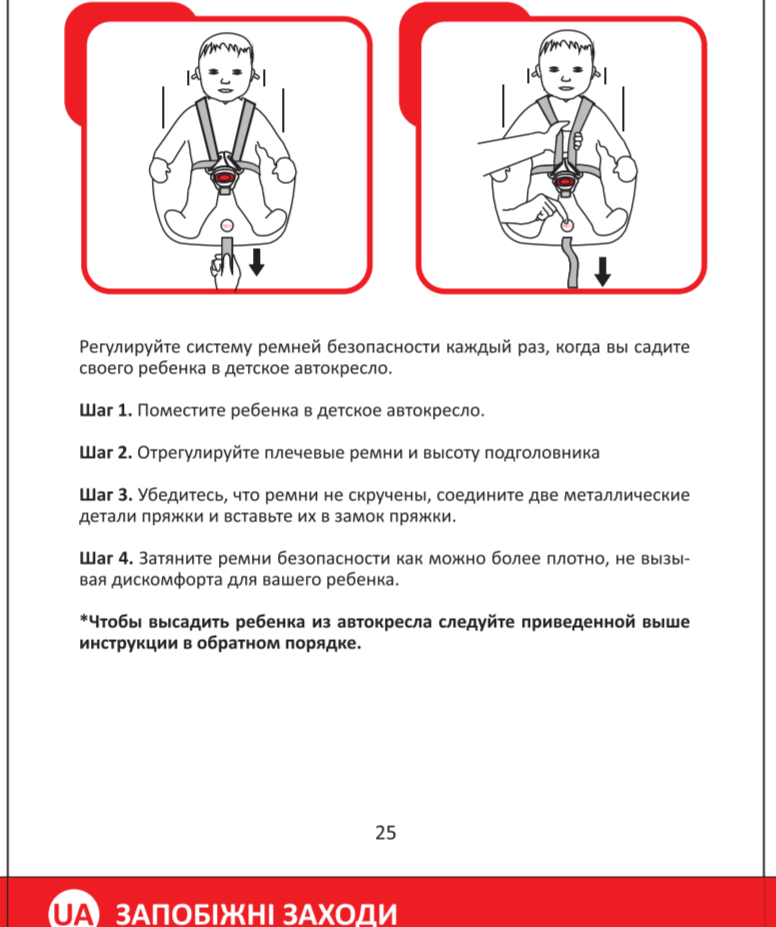 Регулируйте систему ремней безопасности каждый раз, когда вы садите
своего ребенка в детское автокресло.
Шаг 1. Поместите ребенка в детское автокресло.
Шаг 2. Отрегулируйте плечевые ремни и высоту подголовника
Шаг 3. Убедитесь, что ремни не скручены, соедините две металлические
детали пряжки и вставьте их в замок пряжки.
Шаг 4. Затяните ремни безопасности как можно более плотно, не вызы-
вая дискомфорта для вашего ребенка.
*Чтобы высадить ребенка из автокресла следуйте приведенной выше
инструкции в обратном порядке.
25
UA ЗАПОБІЖНІ ЗАХОДИ